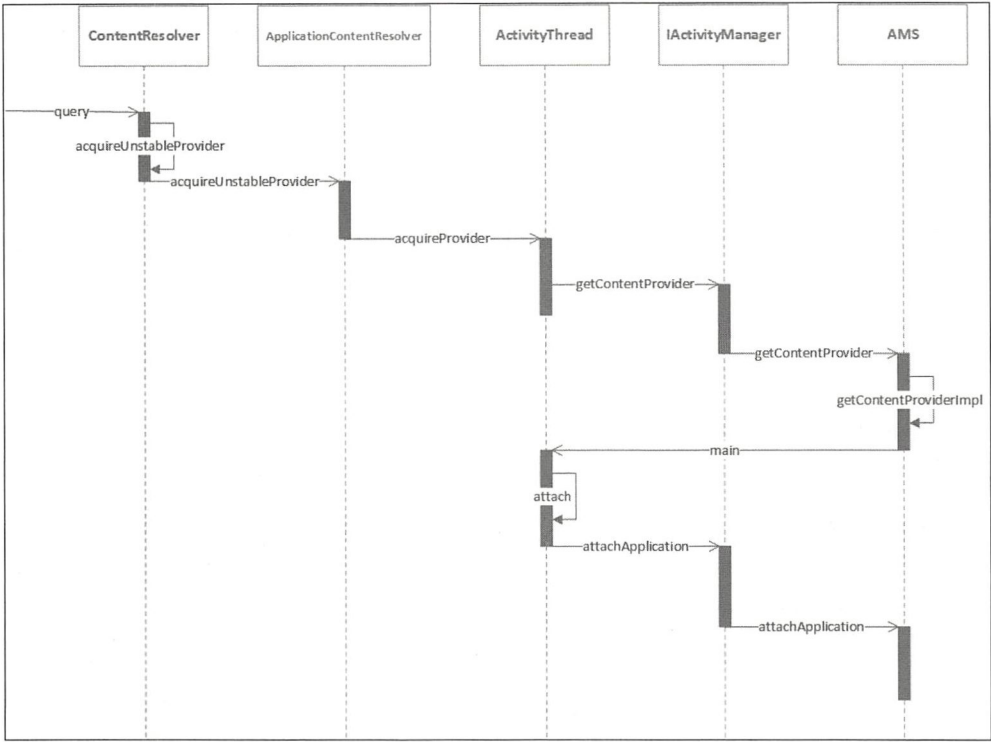 ContentResolver
ApplicationContentResolver
ActivityThread
IActivityManager
AMS
query
acquireUnstableProvider
acquireUnstableProvider
acquireProvider
getContentProvider
getContentProvider
getContentProviderImpl
main
attach
attachApplication
attachApplication